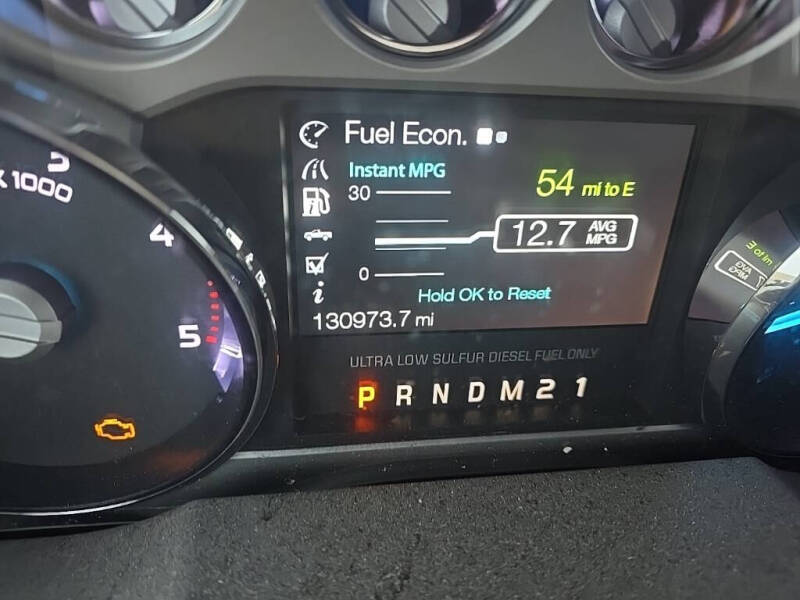 Fuel Econ.
Instant MPG
30
54 mi to E
12.7 AVG MPG
0
Hold OK to Reset
130973.7 mi
ULTRA LOW SULFUR DIESEL FUEL ONLY
P R N D M 2 1
3
X1000
4
5